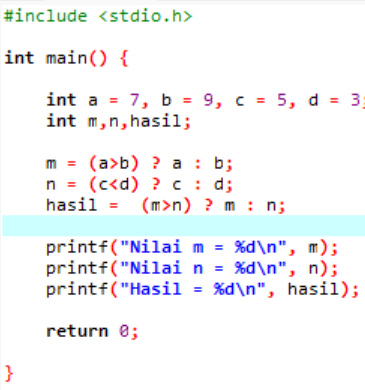 #include <stdio.h>
int main() {
int a = 7, b = 9, c = 5, d = 3;
int m,n,hasil;
m = (a>b) ? a : b;
n = (c<d) ? c : d;
hasil =  (m>n) ? m : n;
printf("Nilai m = %d\n", m);
printf("Nilai n = %d\n", n);
printf("Hasil = %d\n", hasil);
return 0;
}